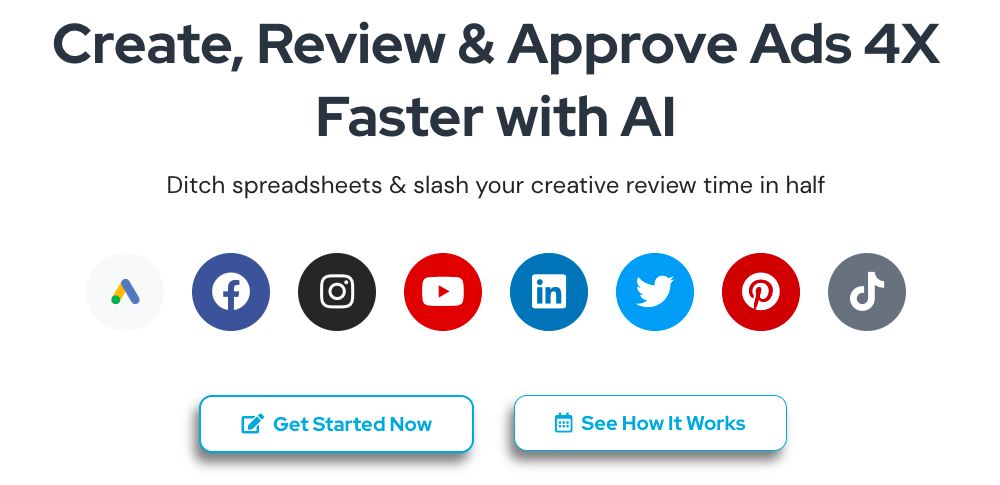 Create, Review & Approve Ads 4X
Faster with AI
Ditch spreadsheets & slash your creative review time in half
Get Started Now
See How It Works